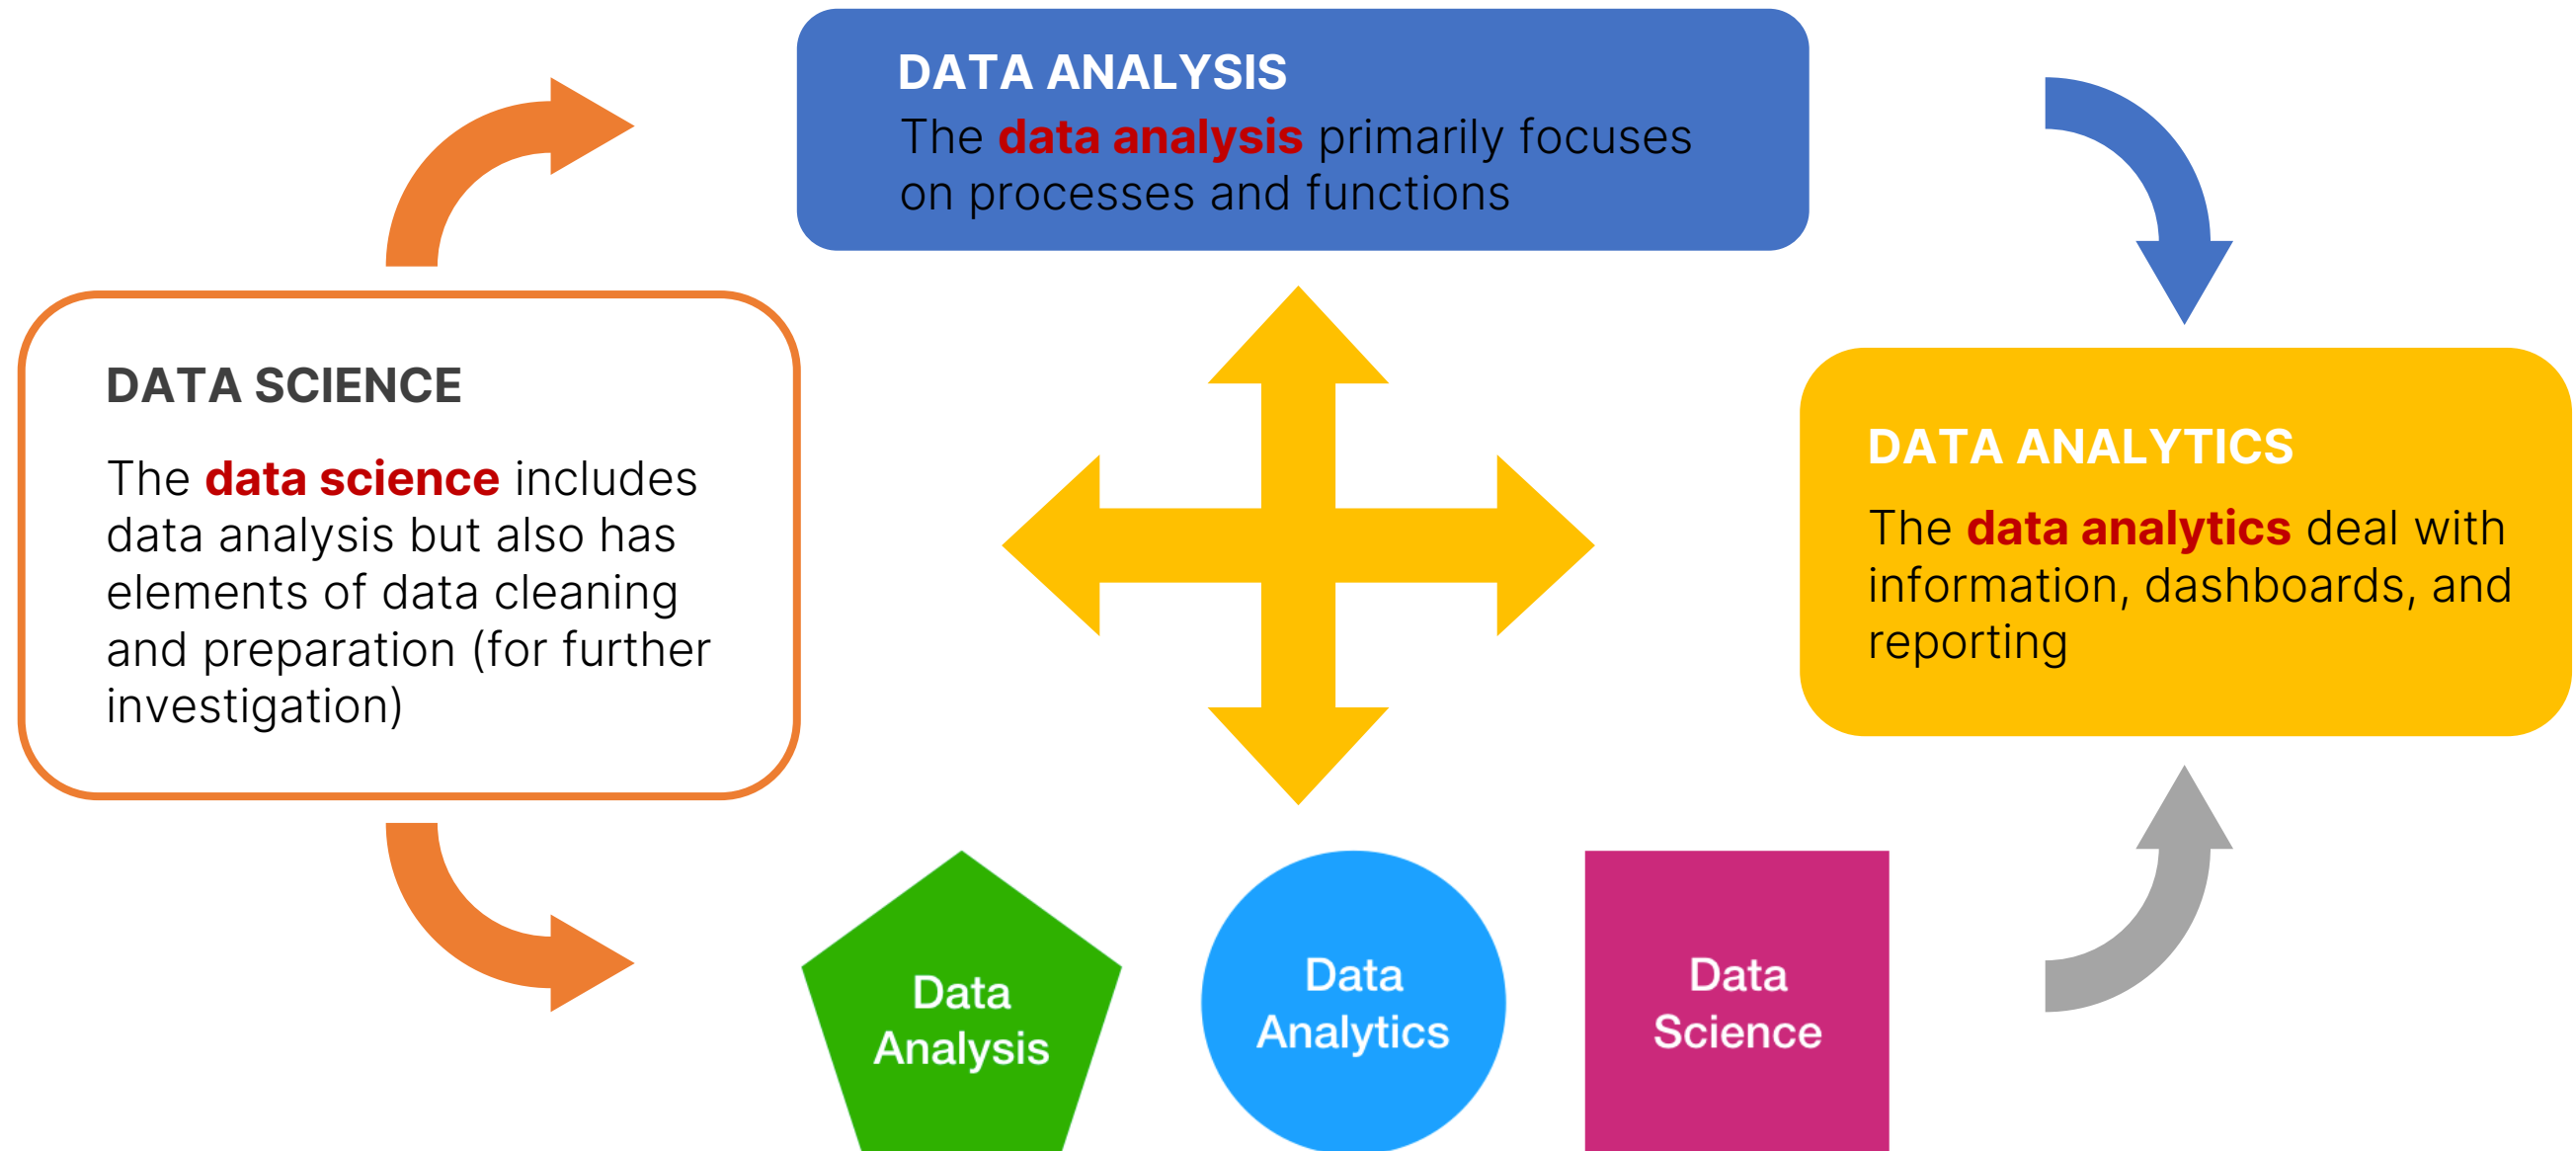 DATA ANALYSIS
The data analysis primarily focuses
on processes and functions
DATA SCIENCE
The data science includes
data analysis but also has
elements of data cleaning
and preparation (for further
investigation)
DATA ANALYTICS
The data analytics deal with
information, dashboards, and
reporting
Data
Analysis
Data
Analytics
Data
Science